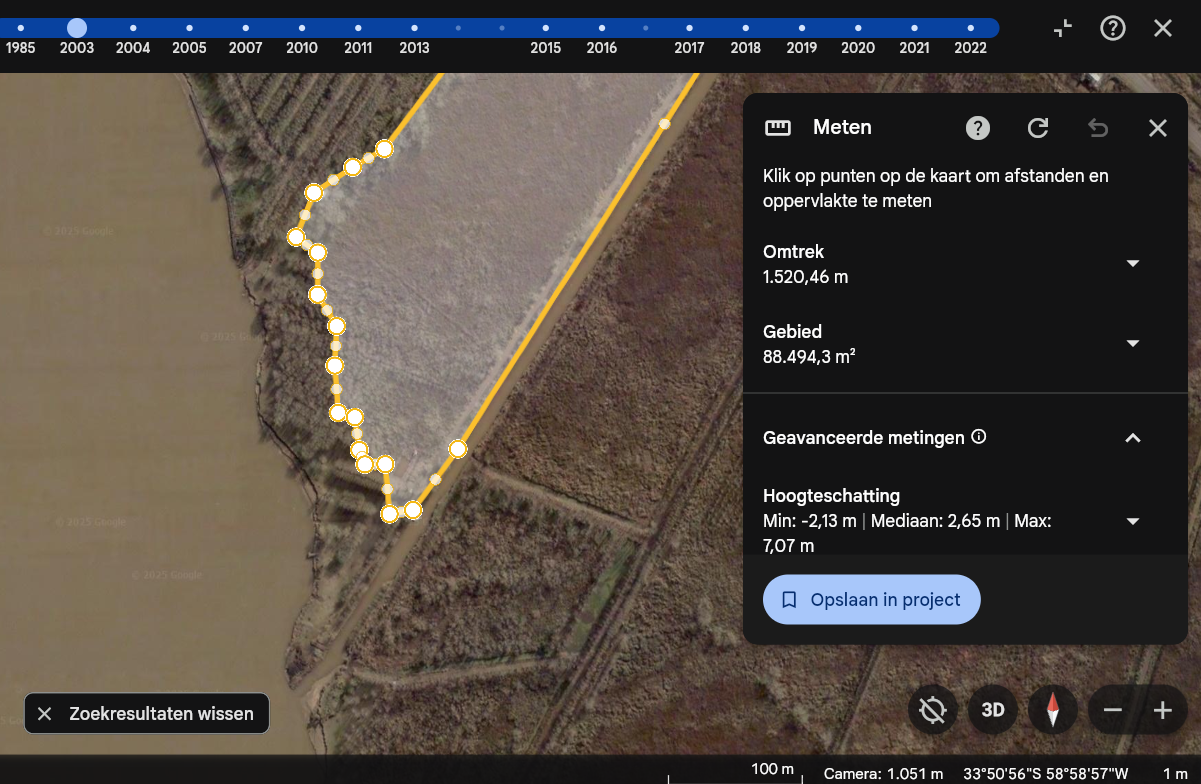 1985 2003 2004 2005 2007 2010 2011 2013 2015 2016 2017 2018 2019 2020 2021 2022
Meten
Klik op punten op de kaart om afstanden en
oppervlakte te meten
Omtrek
1.520,46 m
Gebied
88.494,3 m²
Geavanceerde metingen
Hoogteschatting
Min: -2,13 m | Mediaan: 2,65 m | Max:
7,07 m
Opslaan in project
© 2025 Google
© 2025 Google
© 2025 Google
Zoekresultaten wissen
3D
100 m
Camera: 1.051 m 33°50'56"S 58°58'57"W 1 m